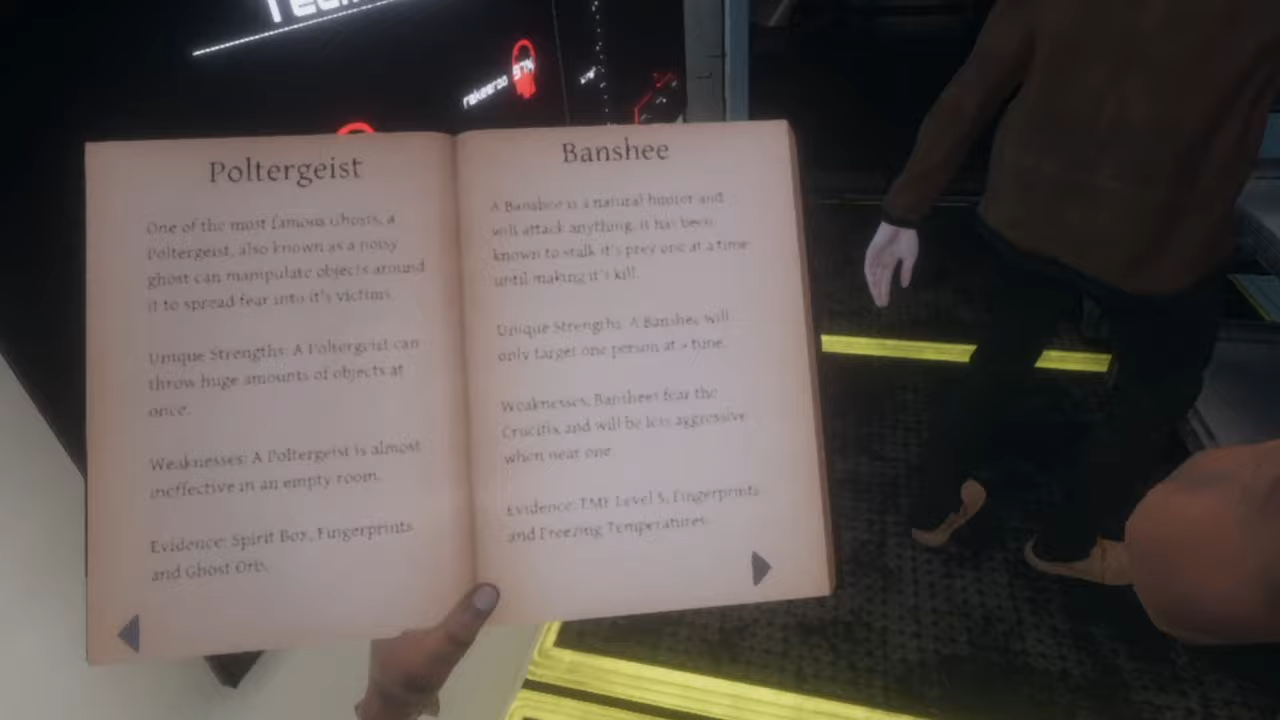 rakeeroo 97%
Poltergeist
One of the most famous Ghosts, a
Poltergeist, also known as a noisy
ghost can manipulate objects around
it to spread fear into it's victims.
Unique Strengths: A Poltergeist can
throw huge amounts of objects at
once.
Weaknesses: A Poltergeist is almost
ineffective in an empty room.
Evidence: Spirit Box, Fingerprints
and Ghost Orb.
Banshee
A Banshee is a natural hunter and
will attack anything. It has been
known to stalk it's prey one at a time
until making it's kill.
Unique Strengths: A Banshee will
only target one person at a time.
Weaknesses: Banshees fear the
Crucifix and will be less aggressive
when near one.
Evidence: EMF Level 5, Fingerprints
and Freezing Temperatures.